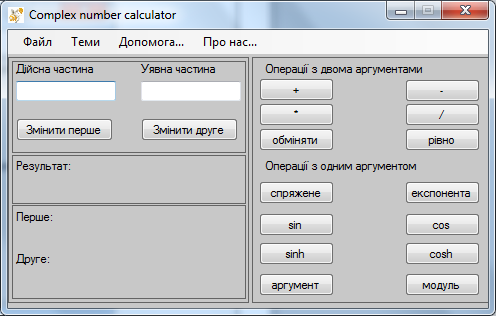 Complex number calculator
Файл Теми Допомога... Про нас...
Дійсна частина Уявна частина
Змінити перше Змінити друге
Результат:
Перше:
Друге:
Операції з двома аргументами
+ -
* /
обміняти рівно
Операції з одним аргументом
спряжене експонента
sin cos
sinh cosh
аргумент модуль